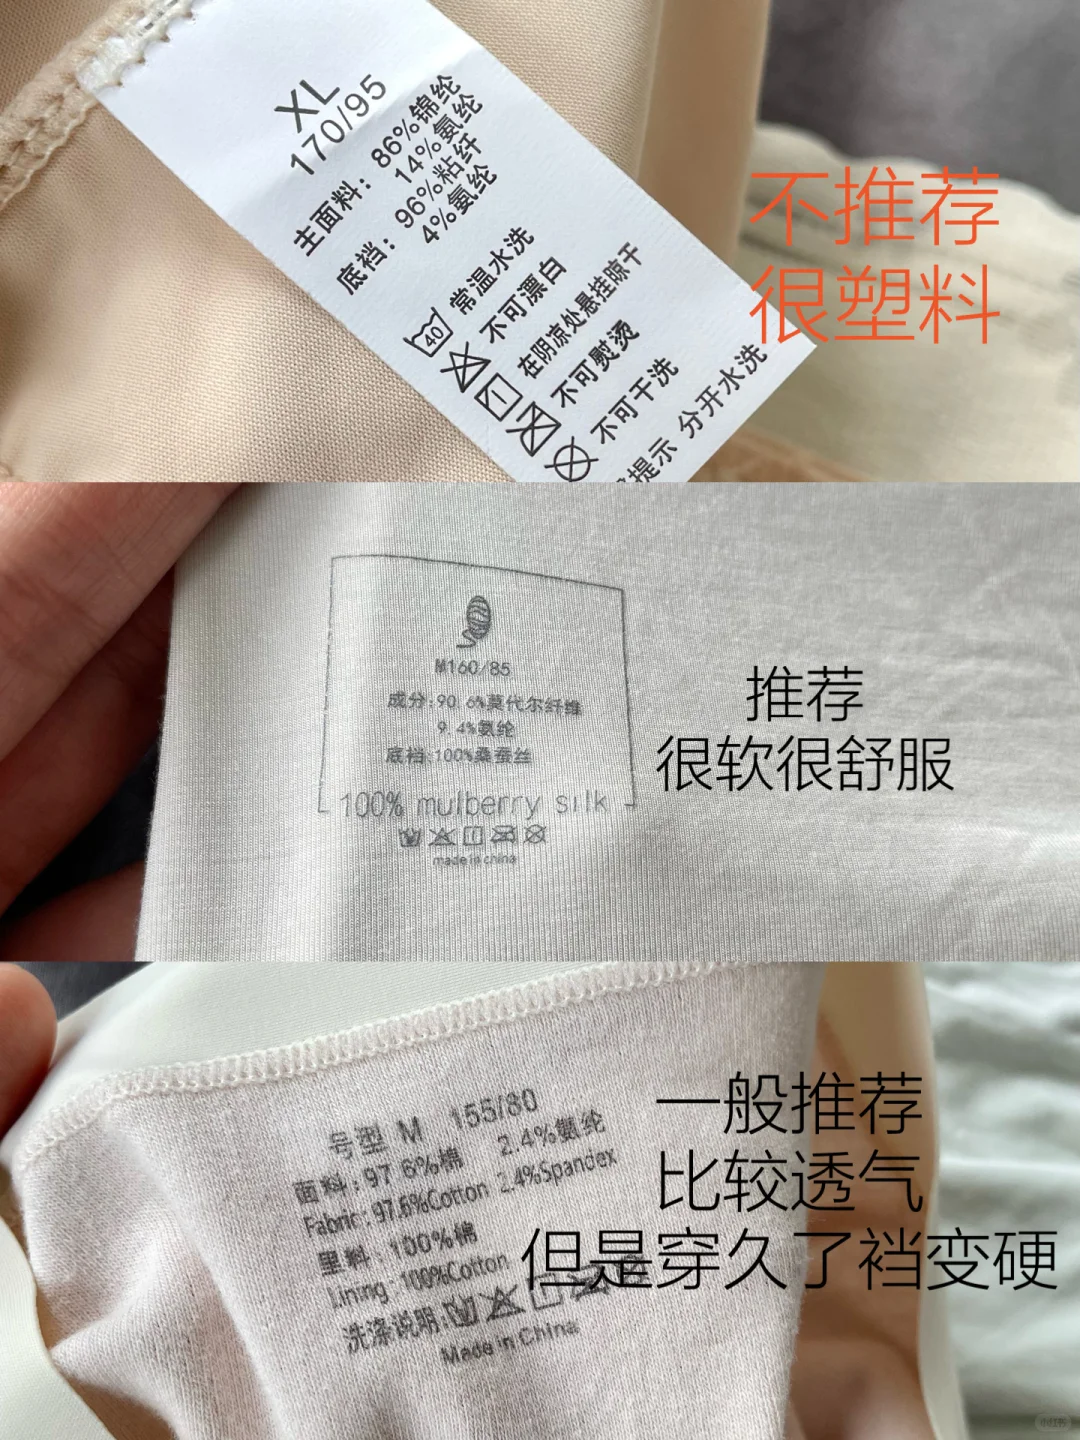 XL
170/95
主面料：86%锦纶
14%氨纶
底裆：96%粘纤
4%氨纶
40
常温水洗
不可漂白
在阴凉处悬挂晾干
不可熨烫
不可干洗
提示 分开水洗
不推荐
很塑料
M160/85
成分:90.6%莫代尔纤维
9.4%氨纶
底裆:100%桑蚕丝
100% mulberry silk
made in china
推荐
很软很舒服
号型 M 155/80
面料:97.6%棉 2.4%氨纶
Fabric:97.6%Cotton 2.4%Spandex
里料:100%棉
Lining:100%Cotton
洗涤说明:
Made in China
一般推荐
比较透气
但是穿久了裆变硬